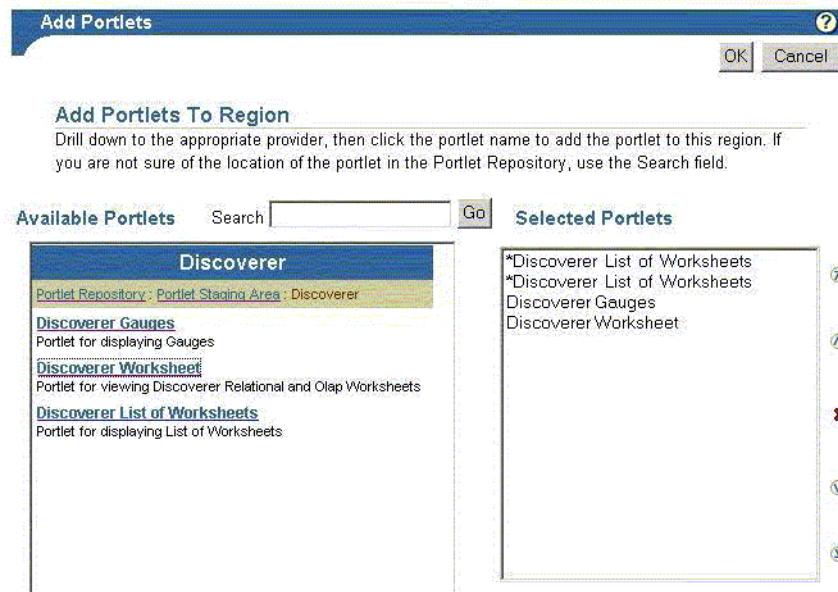 Add Portlets
?
OK Cancel
Add Portlets To Region
Drill down to the appropriate provider, then click the portlet name to add the portlet to this region. If
you are not sure of the location of the portlet in the Portlet Repository, use the Search field.
Available Portlets Search Go Selected Portlets
Discoverer
Portlet Repository : Portlet Staging Area : Discoverer
Discoverer Gauges
Portlet for displaying Gauges
Discoverer Worksheet
Portlet for viewing Discoverer Relational and Olap Worksheets
Discoverer List of Worksheets
Portlet for displaying List of Worksheets
*Discoverer List of Worksheets
*Discoverer List of Worksheets
Discoverer Gauges
Discoverer Worksheet